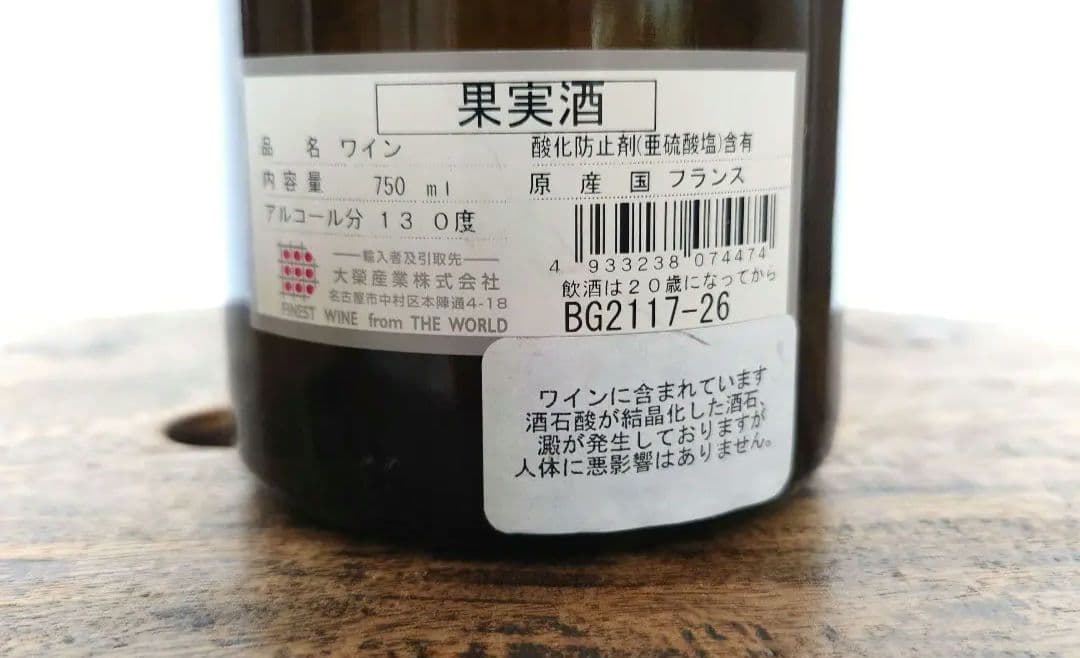 果実酒
品 名 ワイン
酸化防止剤(亜硫酸塩)含有
内容量 750 ml
原 産 国 フランス
アルコール分 13 0度
4 933238 074474
輸入者及引取先
大榮産業株式会社
名古屋市中村区本陣通4-18
FINEST WINE from THE WORLD
飲酒は20歳になってから
BG2117-26
ワインに含まれています
酒石酸が結晶化した酒石、
澱が発生しておりますが
人体に悪影響はありません。